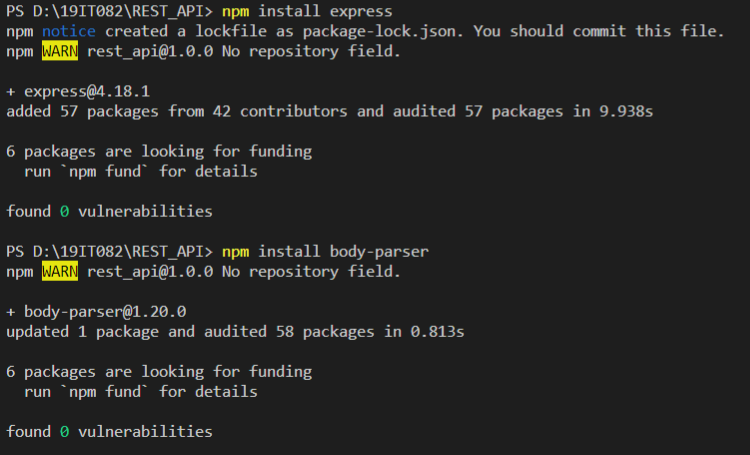 PS D:\19IT082\REST_API> npm install express
npm notice created a lockfile as package-lock.json. You should commit this file.
npm WARN rest_api@1.0.0 No repository field.
+ express@4.18.1
added 57 packages from 42 contributors and audited 57 packages in 9.938s
6 packages are looking for funding
run `npm fund` for details
found 0 vulnerabilities
PS D:\19IT082\REST_API> npm install body-parser
npm WARN rest_api@1.0.0 No repository field.
+ body-parser@1.20.0
updated 1 package and audited 58 packages in 0.813s
6 packages are looking for funding
run `npm fund` for details
found 0 vulnerabilities